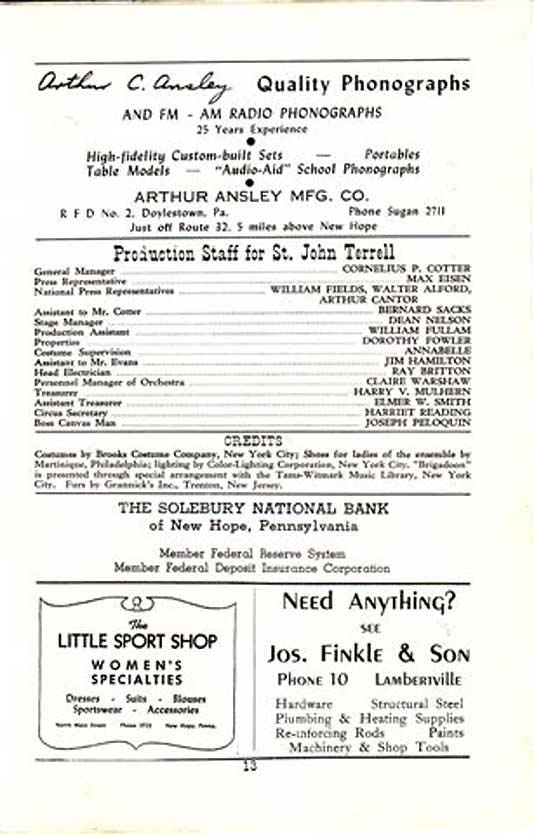 Arthur C. Ansley Quality Phonographs
AND FM - AM RADIO PHONOGRAPHS
25 Years Experience
High-fidelity Custom-built Sets — Portables
Table Models — "Audio-Aid" School Phonographs
ARTHUR ANSLEY MFG. CO.
R F D No. 2, Doylestown, Pa. Phone Sugan 2711
Just off Route 32, 5 miles above New Hope
Production Staff for St. John Terrell
General Manager CORNELIUS P. COTTER
Press Representative MAX EISEN
National Press Representatives WILLIAM FIELDS, WALTER ALFORD,
ARTHUR CANTOR
Assistant to Mr. Cotter BERNARD SACKS
Stage Manager DEAN NELSON
Production Assistant WILLIAM FULLAM
Properties DOROTHY FOWLER
Costume Supervision ANNABELLE
Assistant to Mr. Evans JIM HAMILTON
Head Electrician RAY BRITTON
Personnel Manager of Orchestra CLAIRE WARSHAW
Treasurer HARRY V. MULHERN
Assistant Treasurer ELMER W. SMITH
Circus Secretary HARRIET READING
Boss Canvas Man JOSEPH PELOQUIN
CREDITS
Costumes by Brooks Costume Company, New York City; Shoes for ladies of the ensemble by
Martinique, Philadelphia; lighting by Color-Lighting Corporation, New York City. "Brigadoon"
is presented through special arrangement with the Tams-Witmark Music Library, New York
City. Furs by Grannick's Inc., Trenton, New Jersey.
THE SOLEBURY NATIONAL BANK
of New Hope, Pennsylvania
Member Federal Reserve System
Member Federal Deposit Insurance Corporation
The
LITTLE SPORT SHOP
WOMEN'S
SPECIALTIES
Dresses - Suits - Blouses
Sportswear - Accessories
North Main Street Phone New Hope, Penna.
Need Anything?
SEE
Jos. Finkle & Son
Phone 10 Lambertville
Hardware Structural Steel
Plumbing & Heating Supplies
Re-inforcing Rods Paints
Machinery & Shop Tools
13